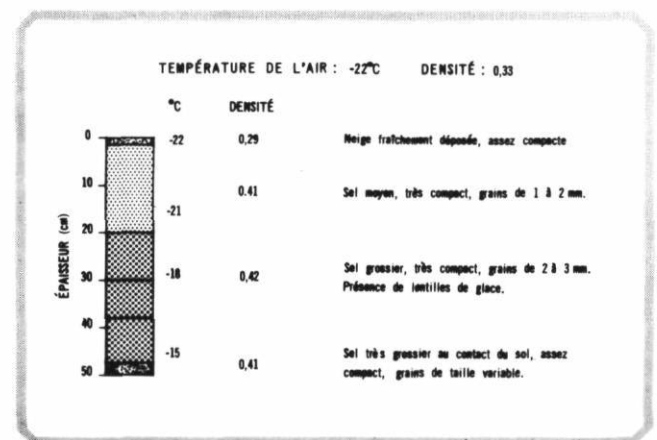 TEMPÉRATURE DE L'AIR : -22°C DENSITÉ : 0,33
°C DENSITÉ
0 -22 0,29 Neige fraîchement déposée, assez compacte
10 0.41 Sel moyen, très compact, grains de 1 à 2 mm.
-21
20
ÉPAISSEUR (cm)
30 -18 0,42 Sel grossier, très compact, grains de 2 à 3 mm.
Présence de lentilles de glace.
40
-15 Sel très grossier au contact du sol, assez
50 0,41 compact, grains de taille variable.